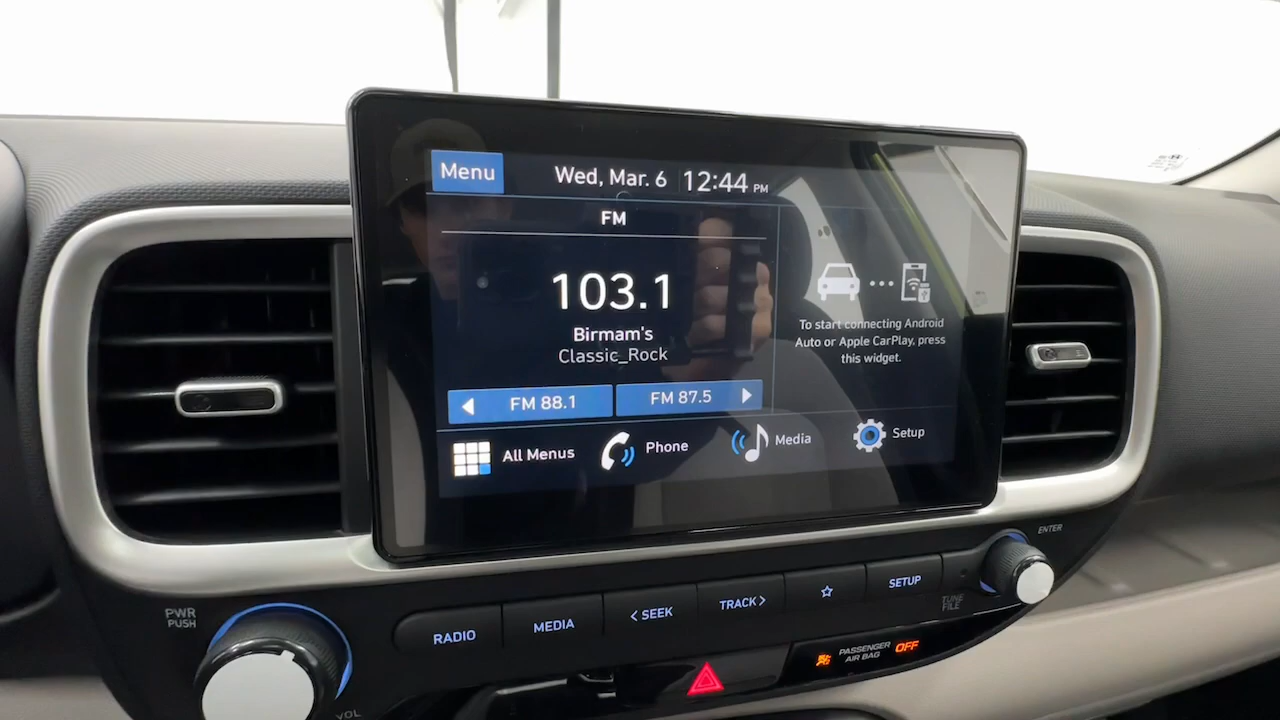 Menu
Wed, Mar. 6 12:44 PM
FM
103.1
Birmam's
Classic_Rock
To start connecting Android
Auto or Apple CarPlay, press
this widget.
FM 88.1
FM 87.5
All Menus
Phone
Media
Setup
ENTER
PWR
PUSH
VOL
RADIO
MEDIA
< SEEK
TRACK >
SETUP
TUNE
FILE
PASSENGER
AIR BAG
OFF